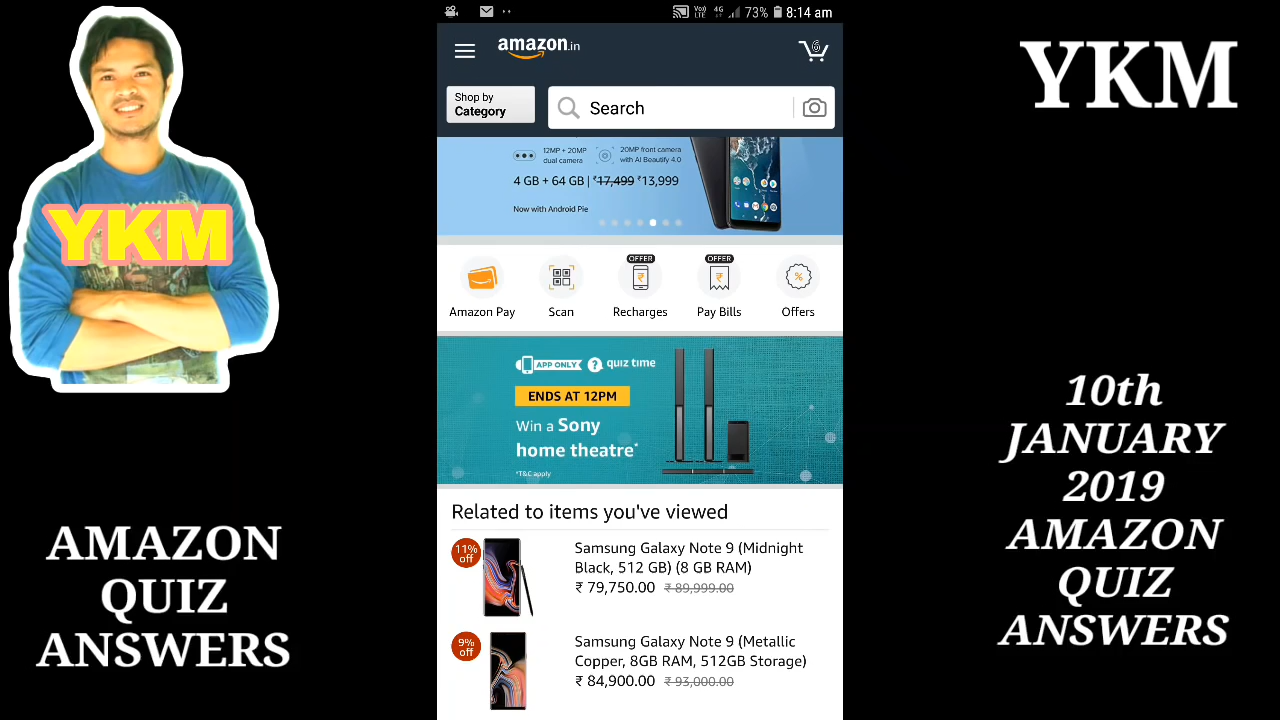 YKM
AMAZON
QUIZ
ANSWERS
73% 8:14 am
VoLTE
4G
amazon.in
6
Shop by
Category
Search
12MP + 20MP
dual camera
20MP front camera
with AI Beautify 4.0
4 GB + 64 GB | ₹17,499 ₹13,999
Now with Android Pie
OFFER
OFFER
Amazon Pay
Scan
Recharges
Pay Bills
Offers
APP ONLY ? quiz time
ENDS AT 12PM
Win a Sony
home theatre*
*T&C apply
Related to items you've viewed
11%
off
Samsung Galaxy Note 9 (Midnight
Black, 512 GB) (8 GB RAM)
₹ 79,750.00 ₹ 89,999.00
9%
off
Samsung Galaxy Note 9 (Metallic
Copper, 8GB RAM, 512GB Storage)
₹ 84,900.00 ₹ 93,000.00
YKM
10th
JANUARY
2019
AMAZON
QUIZ
ANSWERS